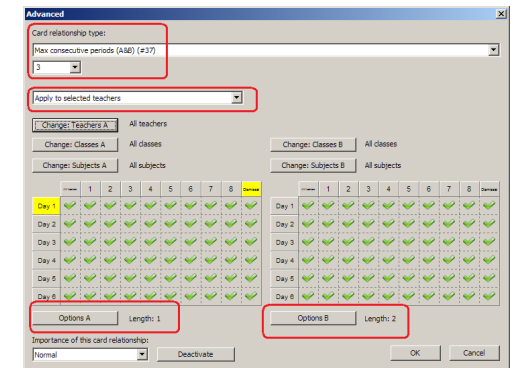 Advanced
Card relationship type:
Max consecutive periods (A&B) (#37)
3
Apply to selected teachers
Change: Teachers A All teachers
Change: Classes A All classes
Change: Classes B All classes
Change: Subjects A All subjects
Change: Subjects B All subjects
1 2 3 4 5 6 7 8
1 2 3 4 5 6 7 8
Day 1
Day 1
Day 2
Day 2
Day 3
Day 3
Day 4
Day 4
Day 5
Day 5
Day 6
Day 6
Options A Length: 1
Options B Length: 2
Importance of this card relationship:
Normal
Deactivate
OK
Cancel